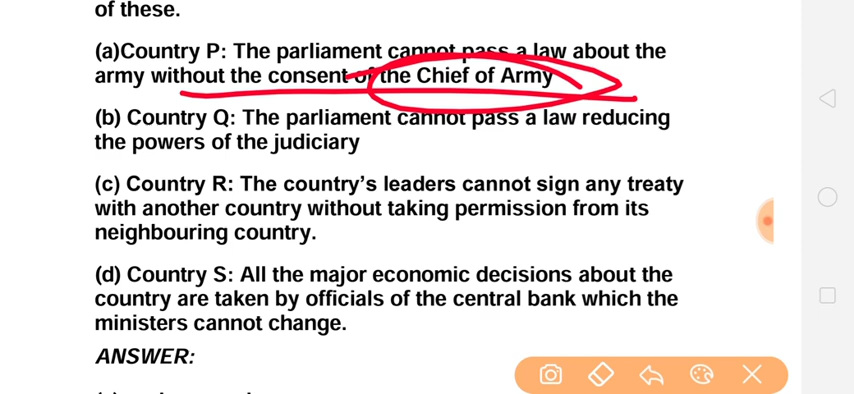 of these.
(a)Country P: The parliament cannot pass a law about the
army without the consent of the Chief of Army
(b) Country Q: The parliament cannot pass a law reducing
the powers of the judiciary
(c) Country R: The country's leaders cannot sign any treaty
with another country without taking permission from its
neighbouring country.
(d) Country S: All the major economic decisions about the
country are taken by officials of the central bank which the
ministers cannot change.
ANSWER: